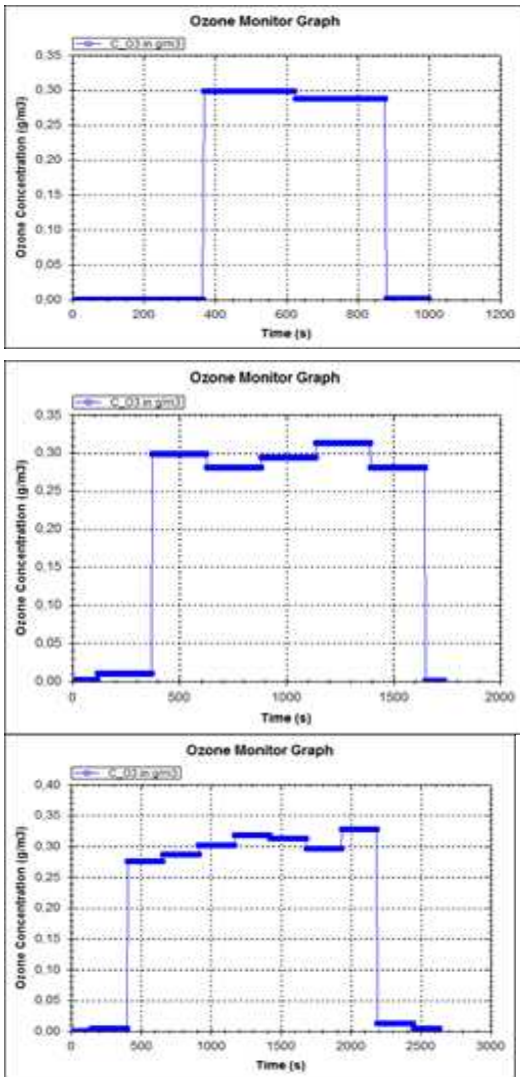 Ozone Monitor Graph
C_O3 in g/m3
Ozone Concentration (g/m3)
0,35
0,30
0,25
0,20
0,15
0,10
0,05
0,00
0 200 400 600 800 1000 1200
Time (s)
Ozone Monitor Graph
C_O3 in g/m3
Ozone Concentration (g/m3)
0,35
0,30
0,25
0,20
0,15
0,10
0,05
0,00
0 500 1000 1500 2000
Time (s)
Ozone Monitor Graph
C_O3 in g/m3
Ozone Concentration (g/m3)
0,40
0,35
0,30
0,25
0,20
0,15
0,10
0,05
0,00
0 500 1000 1500 2000 2500 3000
Time (s)